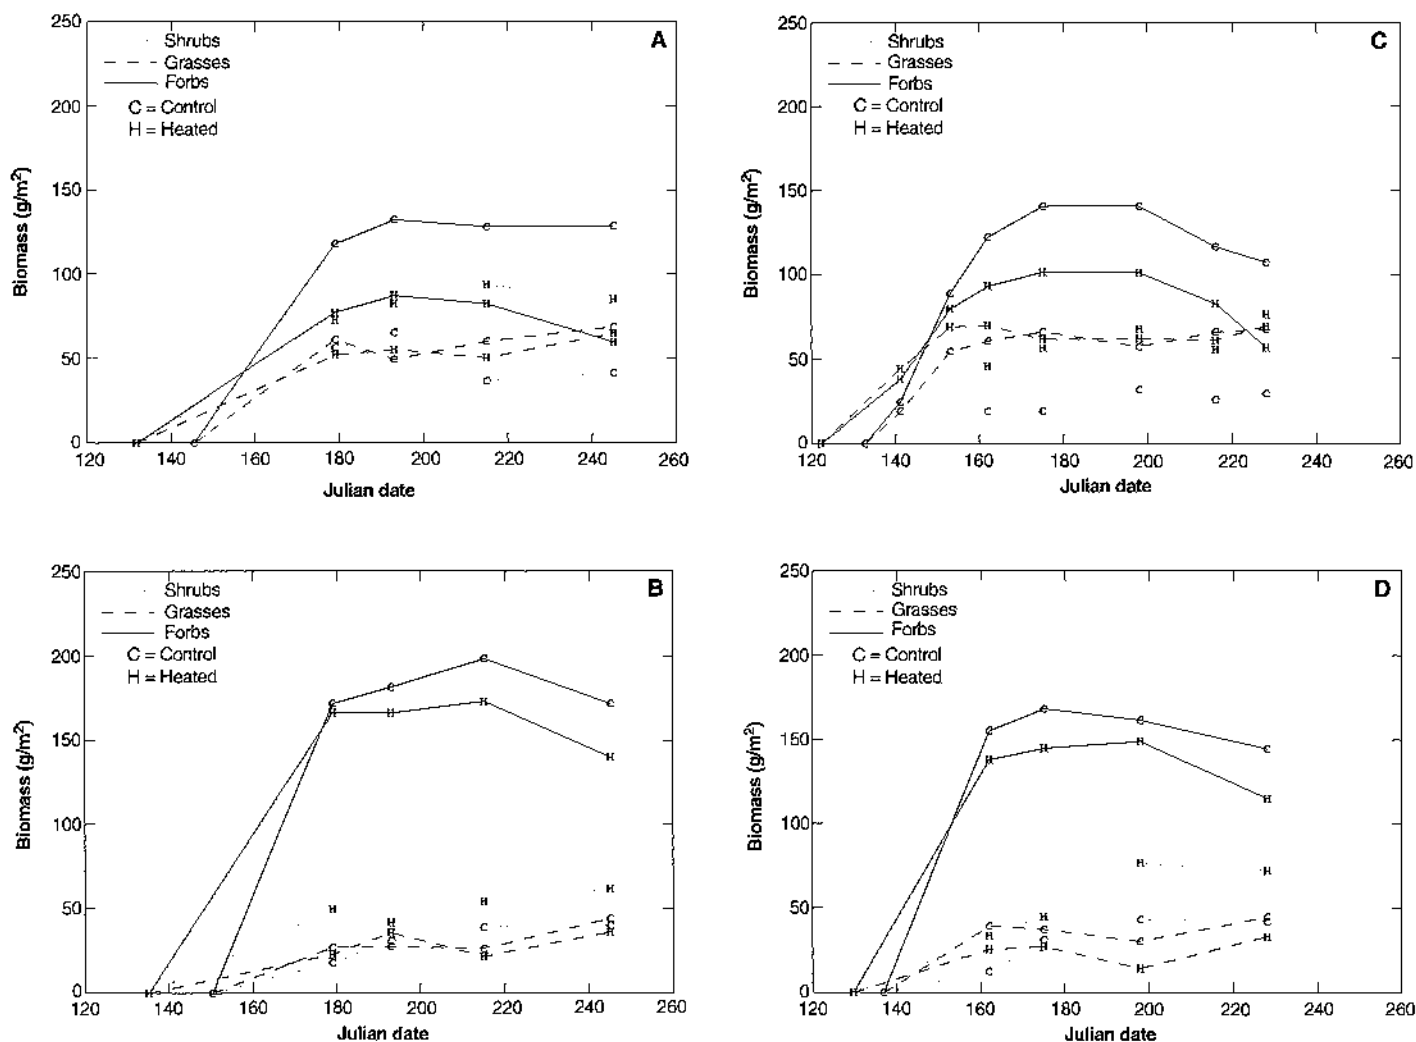 A
Shrubs
Grasses
Forbs
C = Control
H = Heated
250
200
150
100
50
0
Biomass (g/m²)
120 140 160 180 200 220 240 260
Julian date
C
Shrubs
Grasses
Forbs
C = Control
H = Heated
250
200
150
100
50
0
Biomass (g/m²)
120 140 160 180 200 220 240 260
Julian date
B
Shrubs
Grasses
Forbs
C = Control
H = Heated
250
200
150
100
50
0
Biomass (g/m²)
120 140 160 180 200 220 240 260
Julian date
D
Shrubs
Grasses
Forbs
C = Control
H = Heated
250
200
150
100
50
0
Biomass (g/m²)
120 140 160 180 200 220 240 260
Julian date